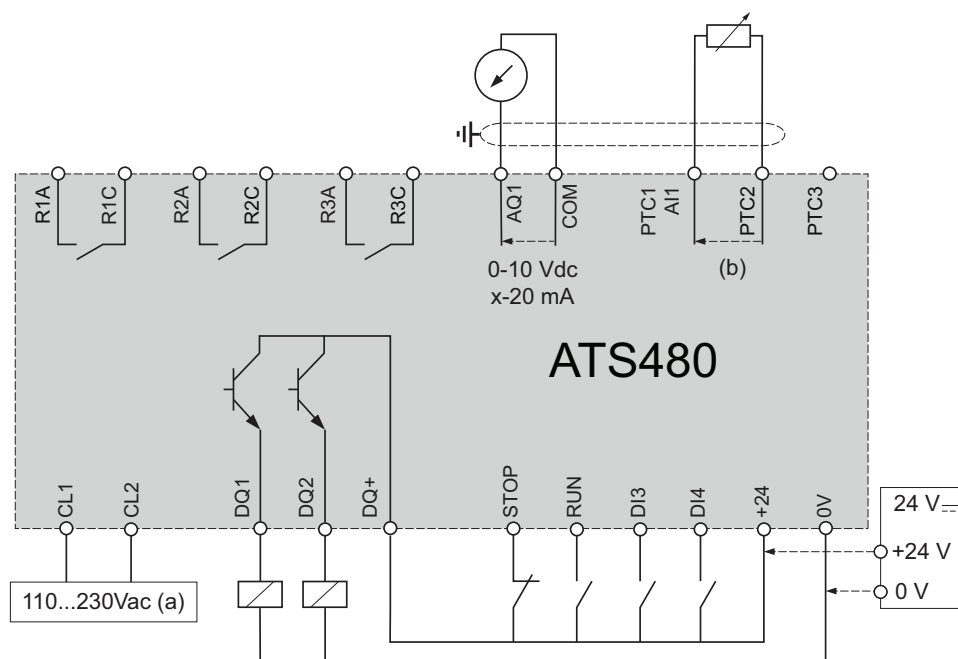 R1A
R1C
R2A
R2C
R3A
R3C
AQ1
COM
PTC1
AI1
PTC2
PTC3
0-10 Vdc
x-20 mA
(b)
ATS480
CL1
CL2
DQ1
DQ2
DQ+
STOP
RUN
DI3
DI4
+24
0V
24 V
+24 V
0 V
110...230Vac (a)